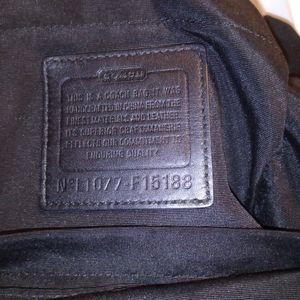 COACH
THIS IS A COACH BAG. IT WAS
HANDCRAFTED IN CHINA FROM THE
FINEST MATERIALS AND LEATHER.
ITS SUPERIOR CRAFTSMANSHIP
REFLECTS OUR COMMITMENT TO
ENDURING QUALITY.
Nº L1077-F15188